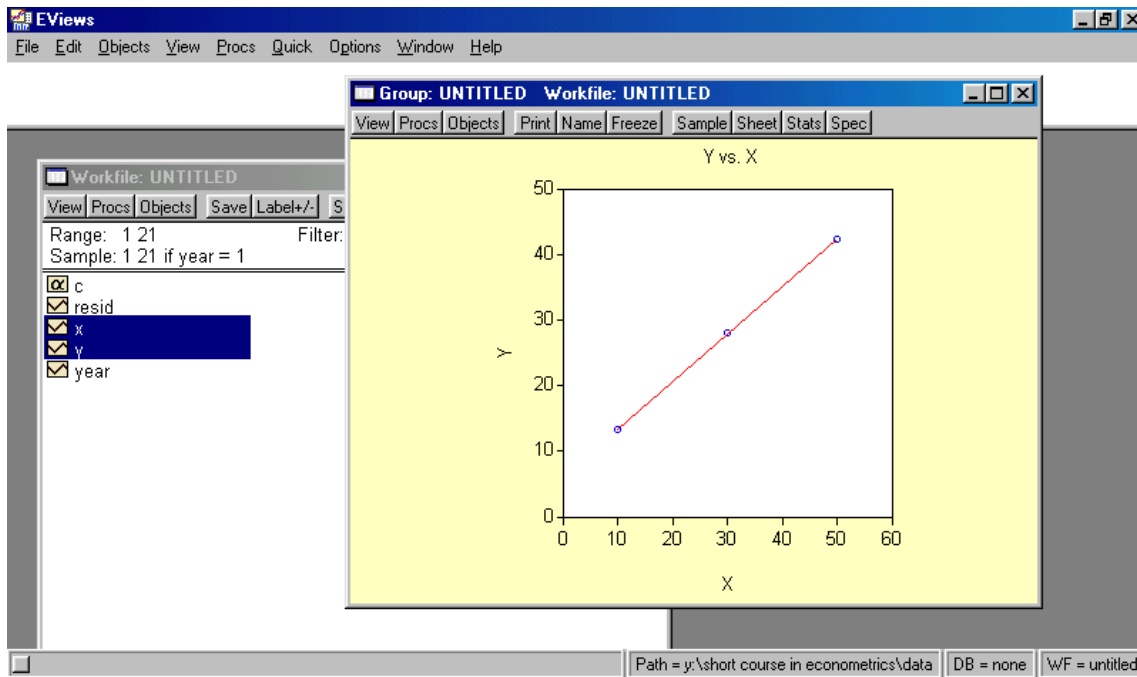 EViews
File Edit Objects View Procs Quick Options Window Help
Group: UNTITLED Workfile: UNTITLED
View Procs Objects Print Name Freeze Sample Sheet Stats Spec
Y vs. X
50
40
30
20
10
0
Y
0 10 20 30 40 50 60
X
Workfile: UNTITLED
View Procs Objects Save Label+/- S
Range: 1 21 Filter:
Sample: 1 21 if year = 1
α c
resid
x
y
year
Path = y:\short course in econometrics\data DB = none WF = untitled